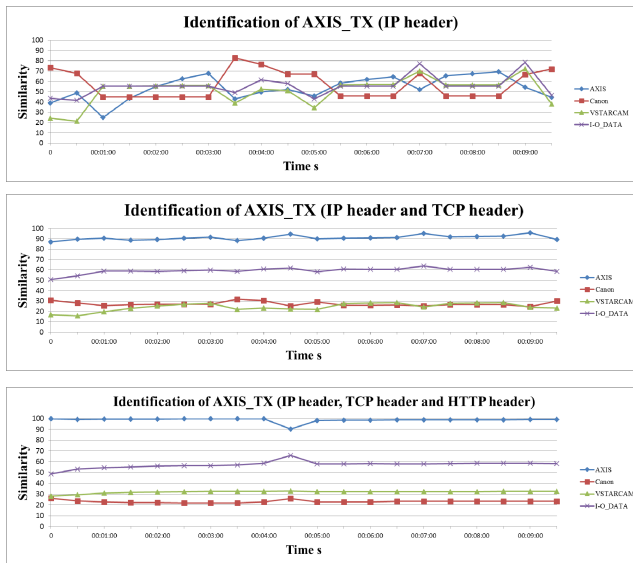 Identification of AXIS_TX (IP header)
Similarity
100
90
80
70
60
50
40
30
20
10
0
0 00:01:00 00:02:00 00:03:00 00:04:00 00:05:00 00:06:00 00:07:00 00:08:00 00:09:00
Time s
AXIS
Canon
VSTARCAM
I-O_DATA
Identification of AXIS_TX (IP header and TCP header)
Similarity
100
90
80
70
60
50
40
30
20
10
0
0 00:01:00 00:02:00 00:03:00 00:04:00 00:05:00 00:06:00 00:07:00 00:08:00 00:09:00
Time s
AXIS
Canon
VSTARCAM
I-O_DATA
Identification of AXIS_TX (IP header, TCP header and HTTP header)
Similarity
100
90
80
70
60
50
40
30
20
10
0
0 00:01:00 00:02:00 00:03:00 00:04:00 00:05:00 00:06:00 00:07:00 00:08:00 00:09:00
Time s
AXIS
Canon
VSTARCAM
I-O_DATA